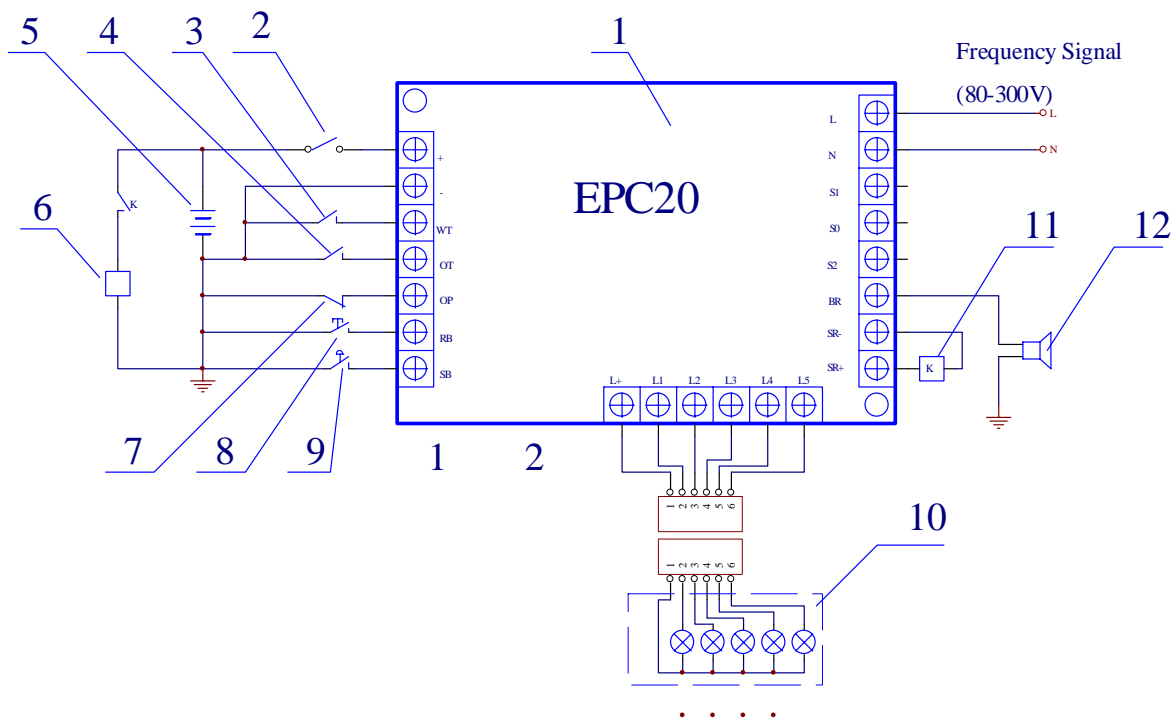 5 4 3 2 1
Frequency Signal
(80-300V)
L L
+ N N
- S1
K EPC20
6 WT S0 11 12
OT S2
OP BR
RB SR-
SB SR+ K
L+ L1 L2 L3 L4 L5
7 8 9 1 2
1 2 3 4 5 6
10
1 2 3 4 5 6